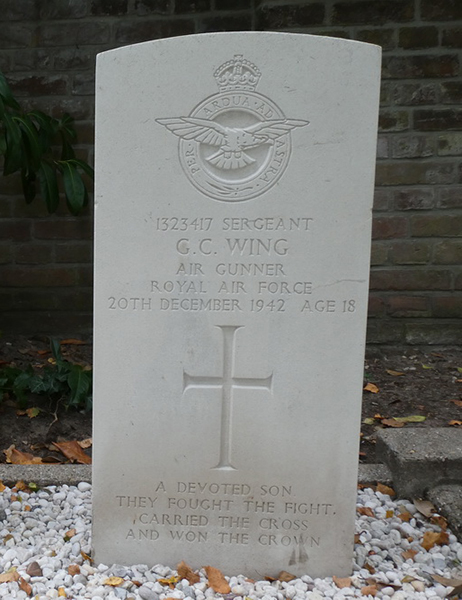 PER · ARDUA · AD · ASTRA
1323417 SERGEANT
G.C. WING
AIR GUNNER
ROYAL AIR FORCE
20TH DECEMBER 1942 AGE 18
A DEVOTED SON
THEY FOUGHT THE FIGHT.
CARRIED THE CROSS
AND WON THE CROWN